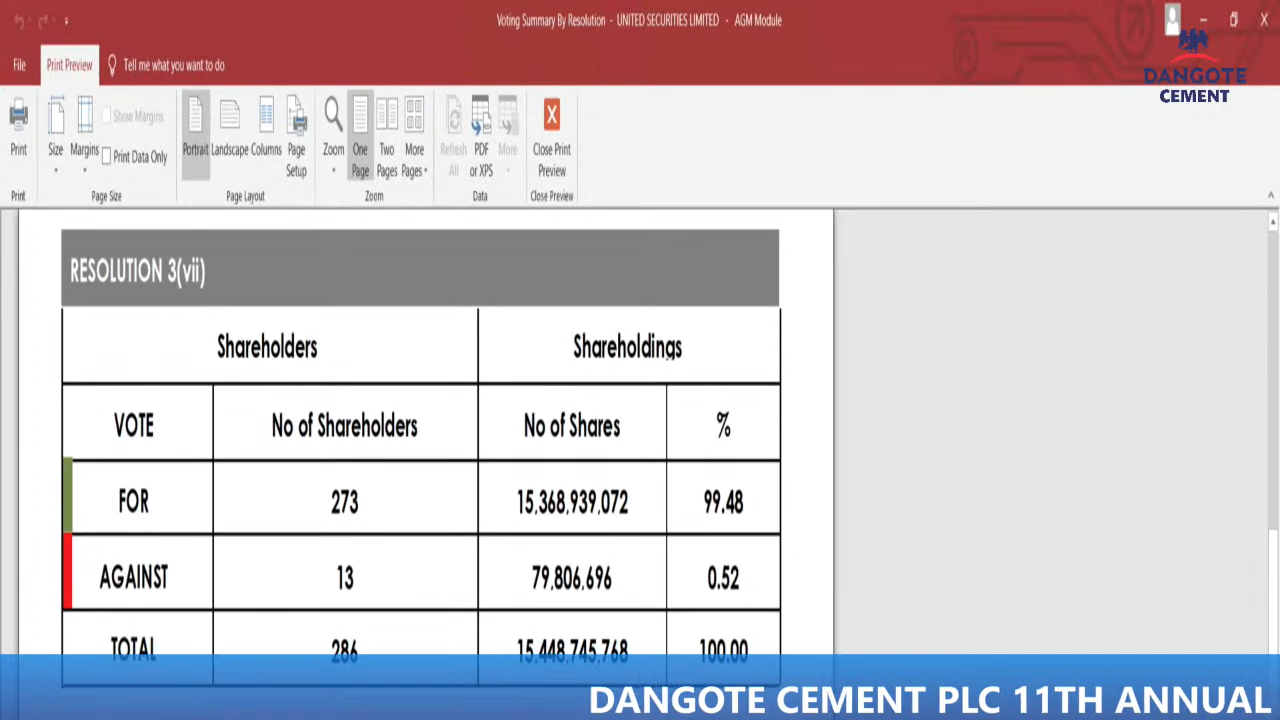 Voting Summary By Resolution - UNITED SECURITIES LIMITED - AGM Module
File Print Preview Tell me what you want to do
DANGOTE
CEMENT
Show Margins
Print Size Margins Print Data Only Portrait Landscape Columns Page Setup Zoom One Page Two Pages More Pages Refresh All PDF or XPS More Close Print Preview
Print Page Size Page Layout Zoom Data Close Preview
RESOLUTION 3(vii)
Shareholders Shareholdings
VOTE No of Shareholders No of Shares %
FOR 273 15,368,939,072 99.48
AGAINST 13 79,806,696 0.52
TOTAL 286 15,448,745,768 100.00
DANGOTE CEMENT PLC 11TH ANNUAL